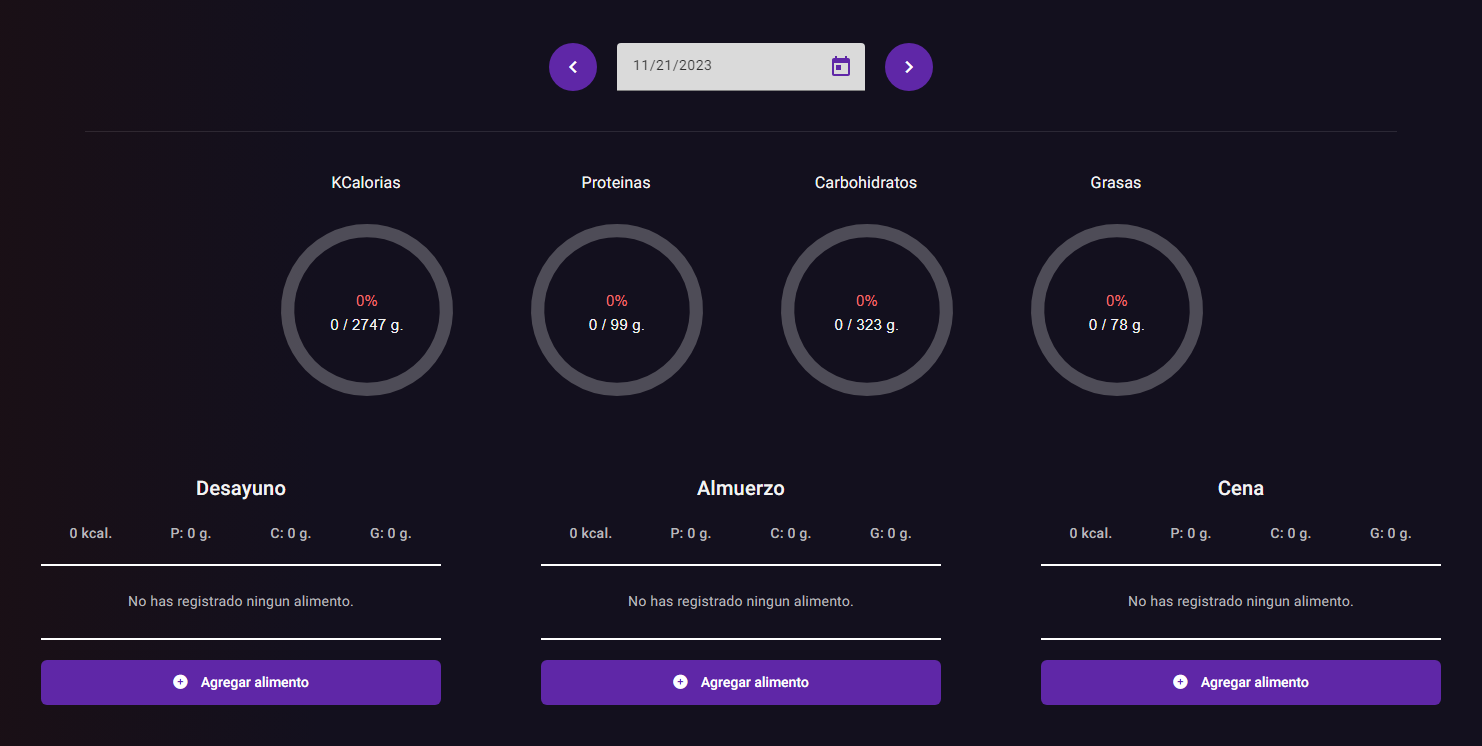 11/21/2023
KCalorias Proteinas Carbohidratos Grasas
0% 0% 0% 0%
0 / 2747 g. 0 / 99 g. 0 / 323 g. 0 / 78 g.
Desayuno Almuerzo Cena
0 kcal. P: 0 g. C: 0 g. G: 0 g. 0 kcal. P: 0 g. C: 0 g. G: 0 g. 0 kcal. P: 0 g. C: 0 g. G: 0 g.
No has registrado ningun alimento. No has registrado ningun alimento. No has registrado ningun alimento.
Agregar alimento Agregar alimento Agregar alimento